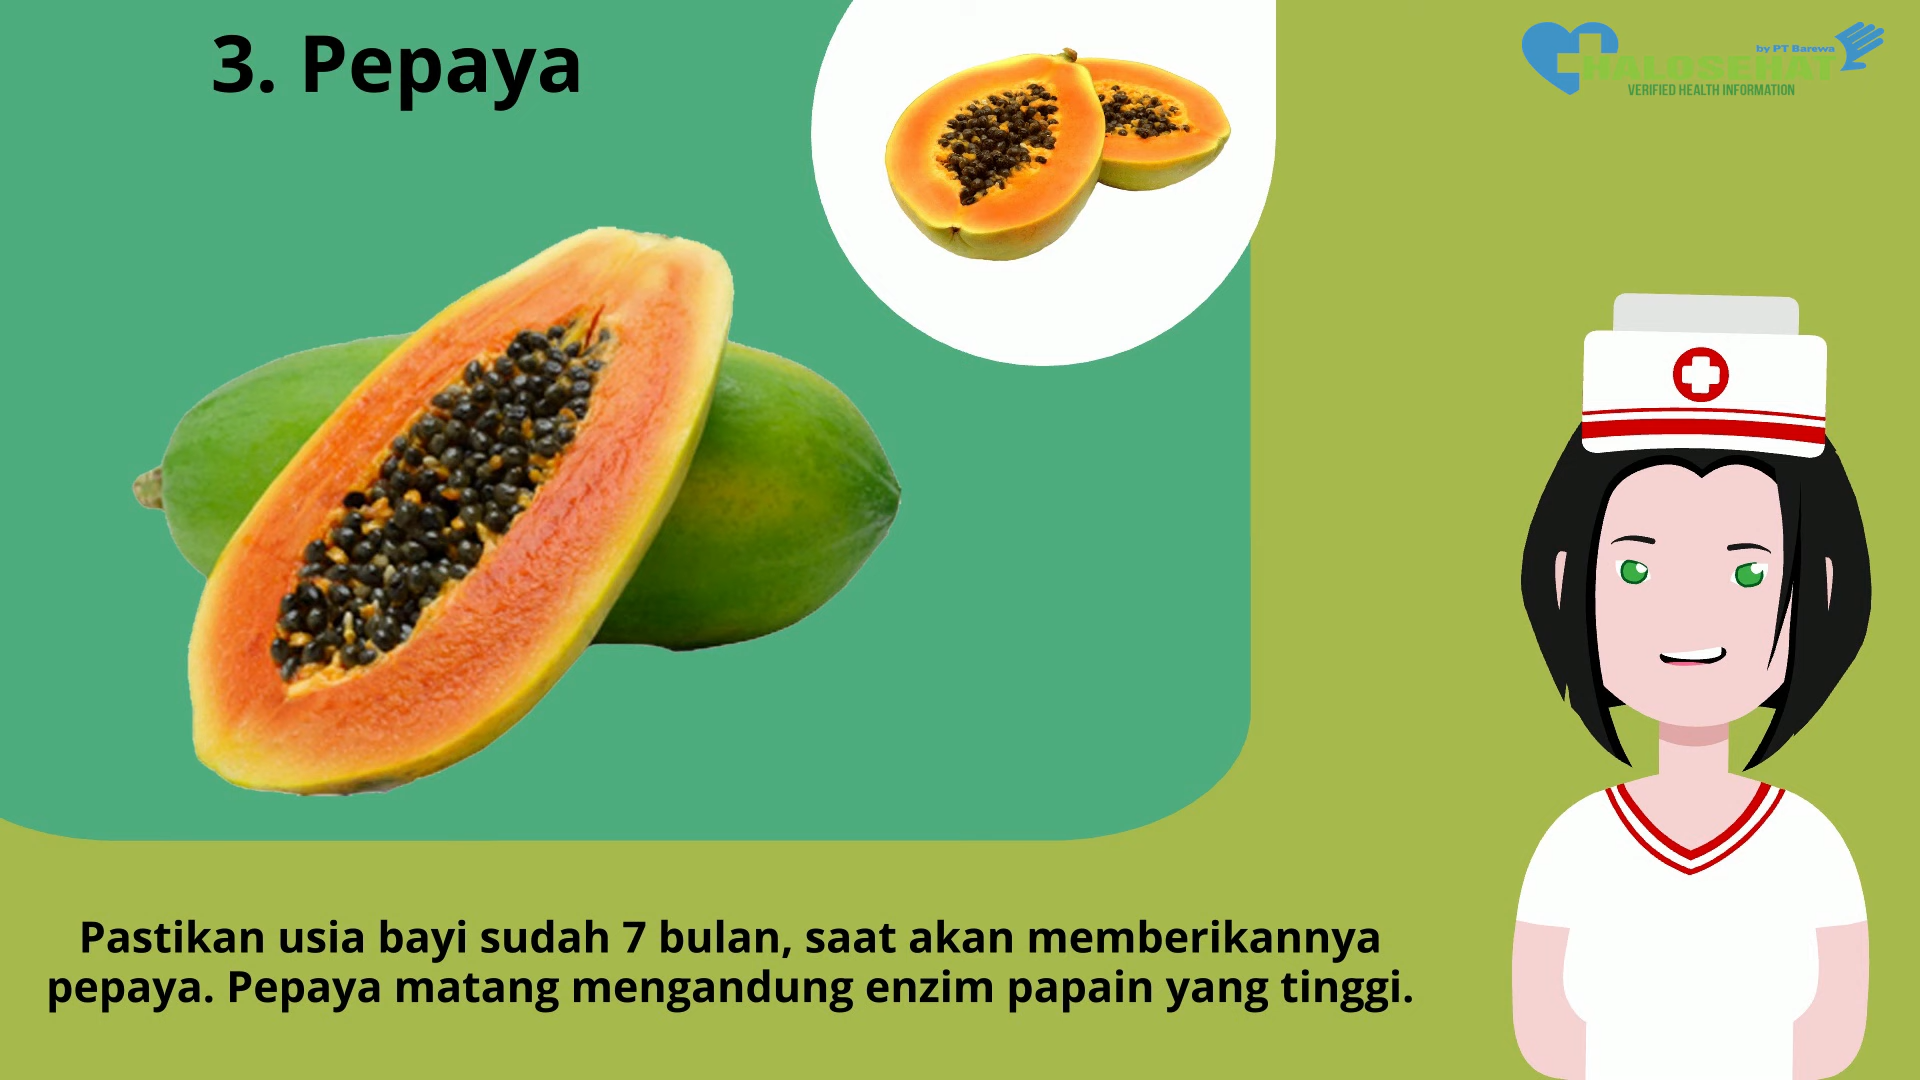 3. Pepaya
by PT Barewa
HALOSEHAT
VERIFIED HEALTH INFORMATION
Pastikan usia bayi sudah 7 bulan, saat akan memberikannya
pepaya. Pepaya matang mengandung enzim papain yang tinggi.